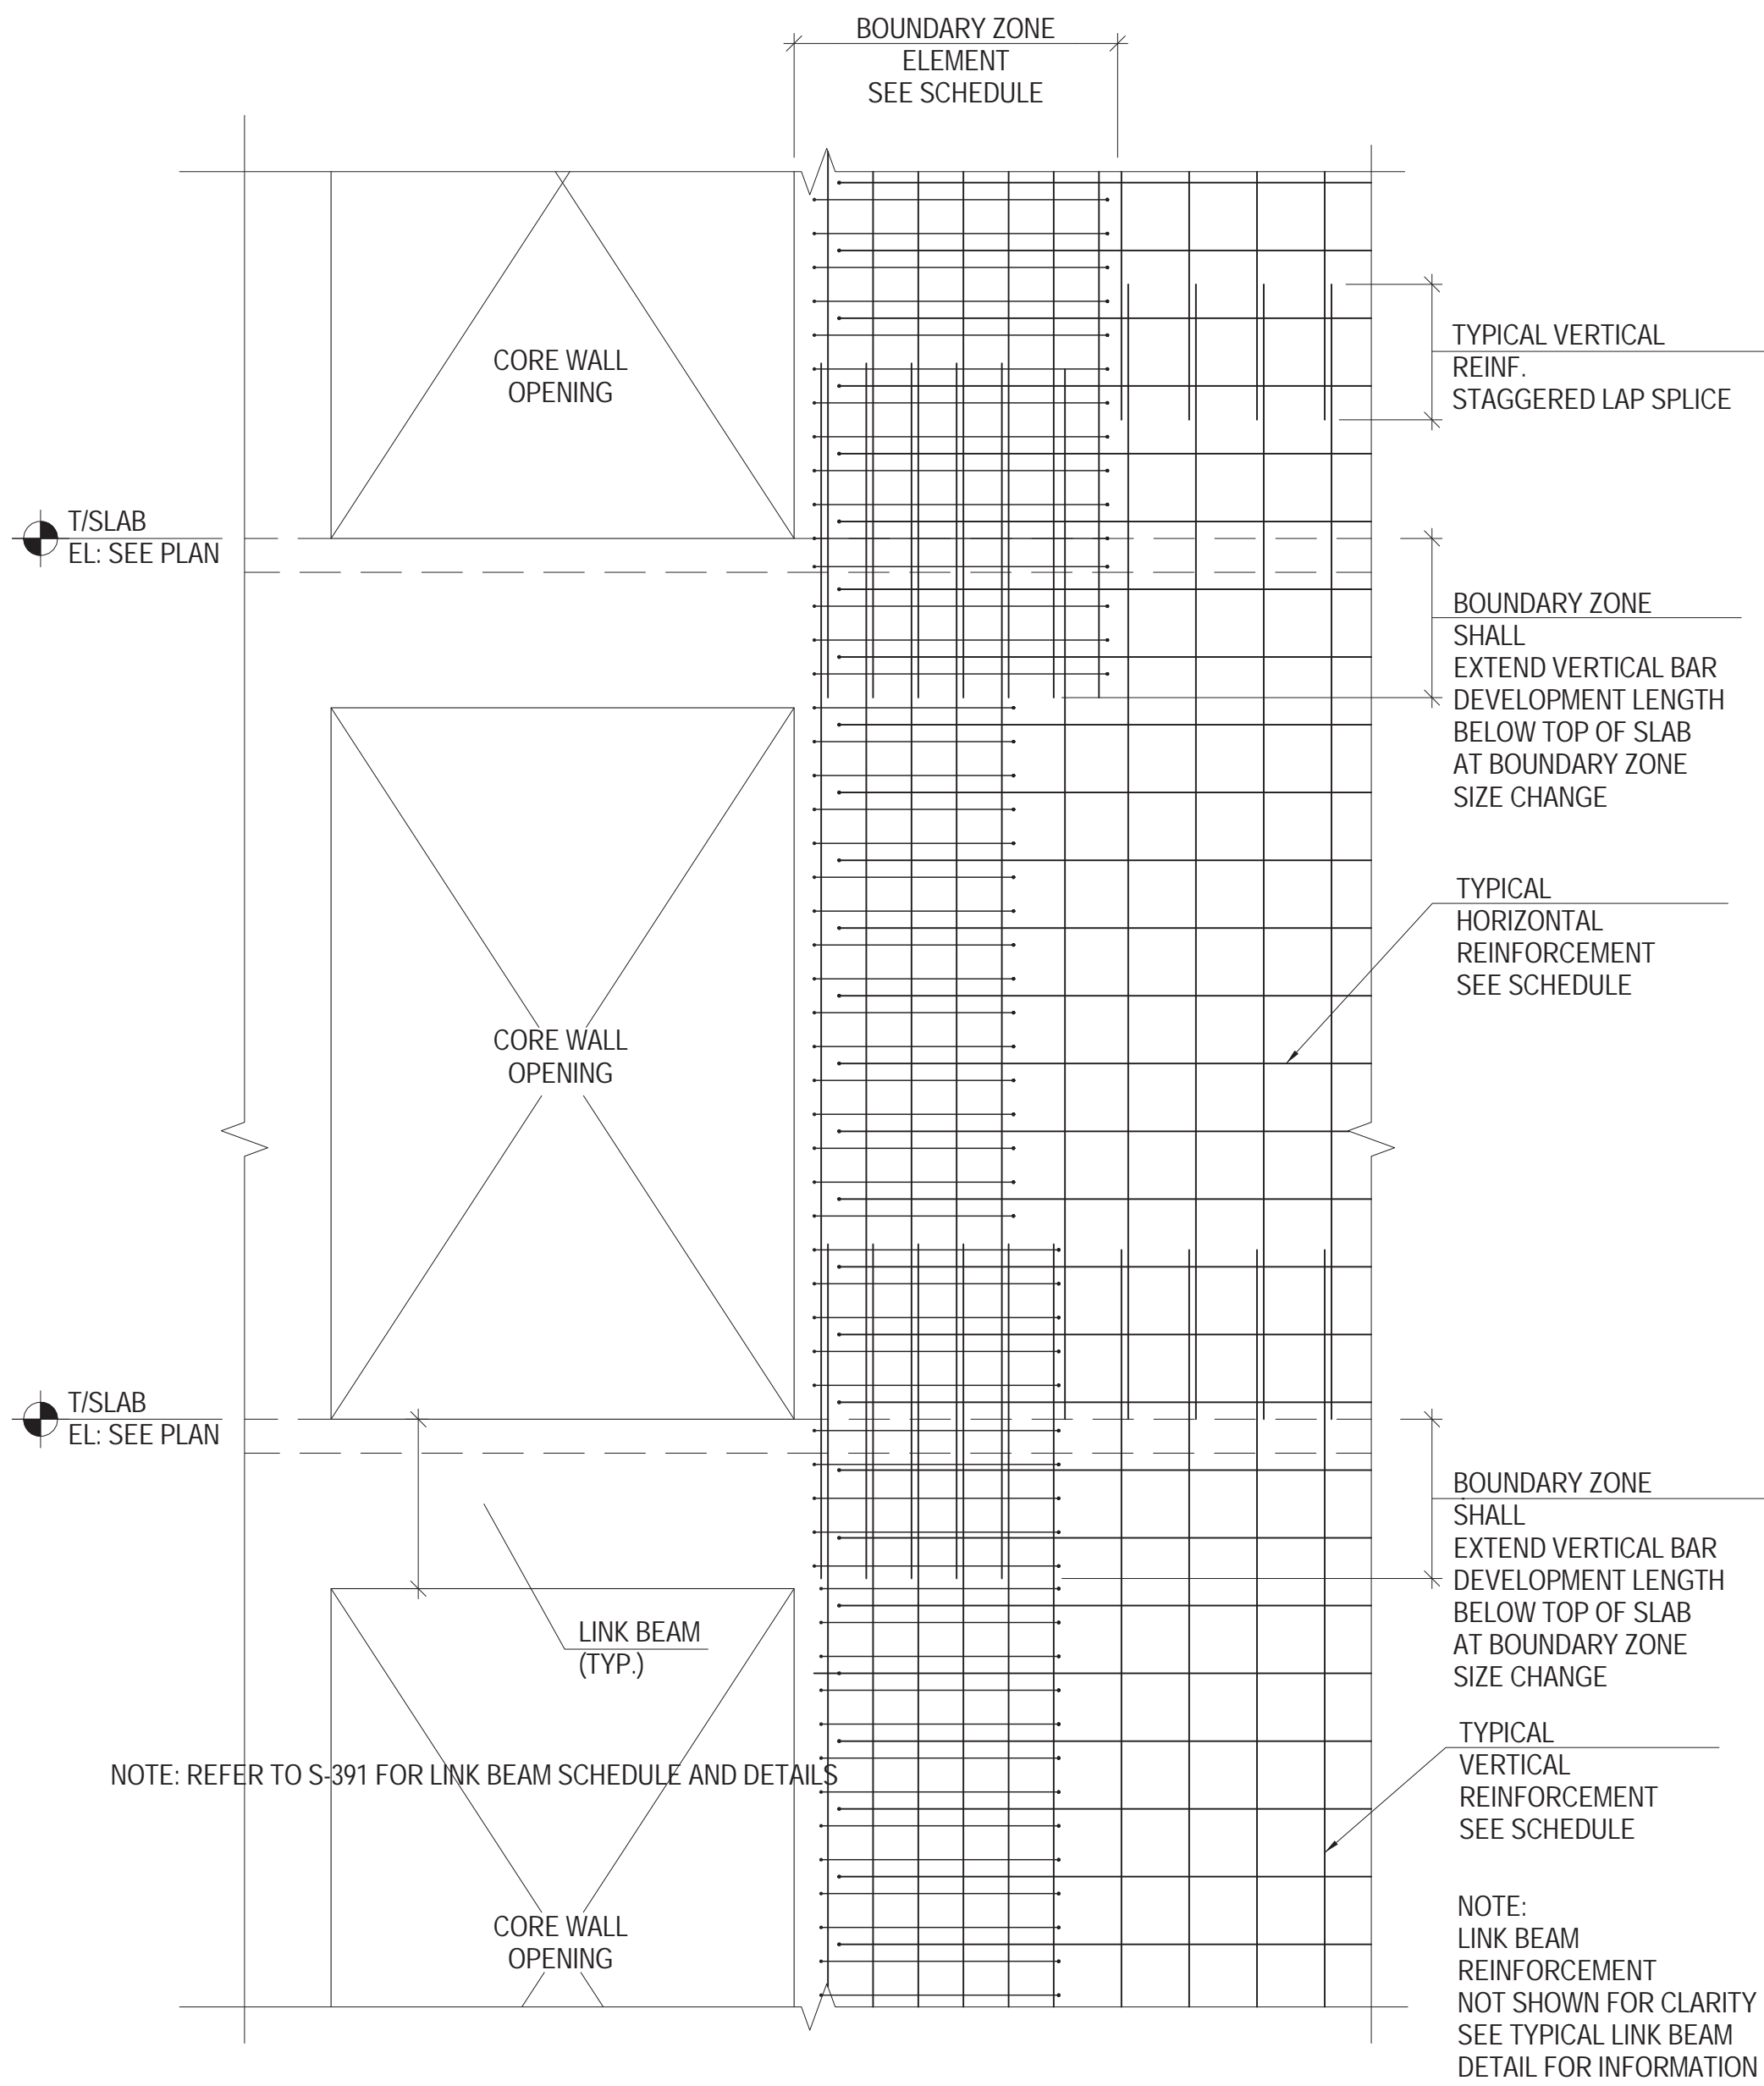 BOUNDARY ZONE
ELEMENT
SEE SCHEDULE
CORE WALL
OPENING
TYPICAL VERTICAL
REINF.
STAGGERED LAP SPLICE
T/SLAB
EL: SEE PLAN
BOUNDARY ZONE
SHALL
EXTEND VERTICAL BAR
DEVELOPMENT LENGTH
BELOW TOP OF SLAB
AT BOUNDARY ZONE
SIZE CHANGE
TYPICAL
HORIZONTAL
REINFORCEMENT
SEE SCHEDULE
CORE WALL
OPENING
T/SLAB
EL: SEE PLAN
BOUNDARY ZONE
SHALL
EXTEND VERTICAL BAR
DEVELOPMENT LENGTH
BELOW TOP OF SLAB
AT BOUNDARY ZONE
SIZE CHANGE
LINK BEAM
(TYP.)
TYPICAL
VERTICAL
REINFORCEMENT
SEE SCHEDULE
NOTE: REFER TO S-391 FOR LINK BEAM SCHEDULE AND DETAILS
CORE WALL
OPENING
NOTE:
LINK BEAM
REINFORCEMENT
NOT SHOWN FOR CLARITY
SEE TYPICAL LINK BEAM
DETAIL FOR INFORMATION